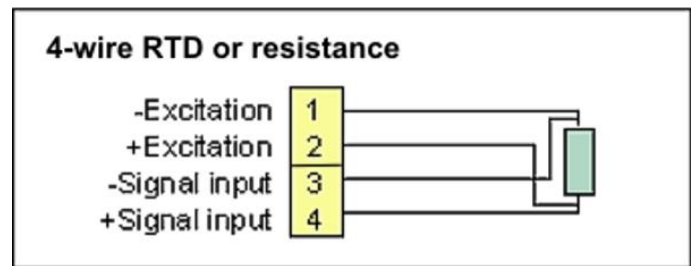 4-wire RTD or resistance
-Excitation 1
+Excitation 2
-Signal input 3
+Signal input 4